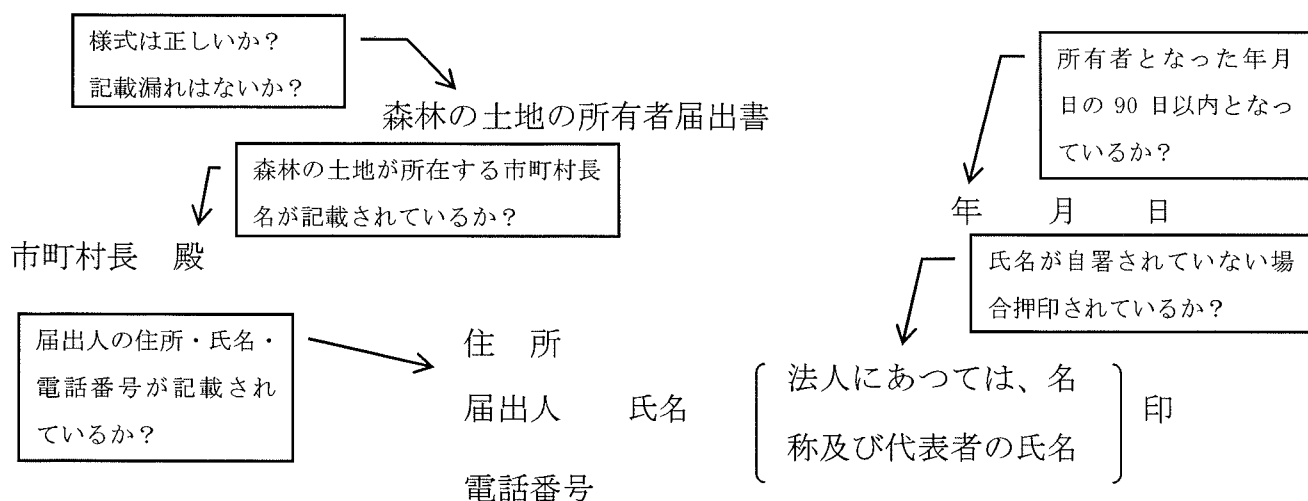 様式は正しいか？
記載漏れはないか？
森林の土地の所有者届出書
所有者となった年月
日の 90 日以内となっ
ているか？
森林の土地が所在する市町村長
名が記載されているか？
年　月　日
市町村長　殿
氏名が自署されていない場
合押印されているか？
届出人の住所・氏名・
電話番号が記載され
ているか？
住　所
届出人　氏名
法人にあつては、名
称及び代表者の氏名
印
電話番号